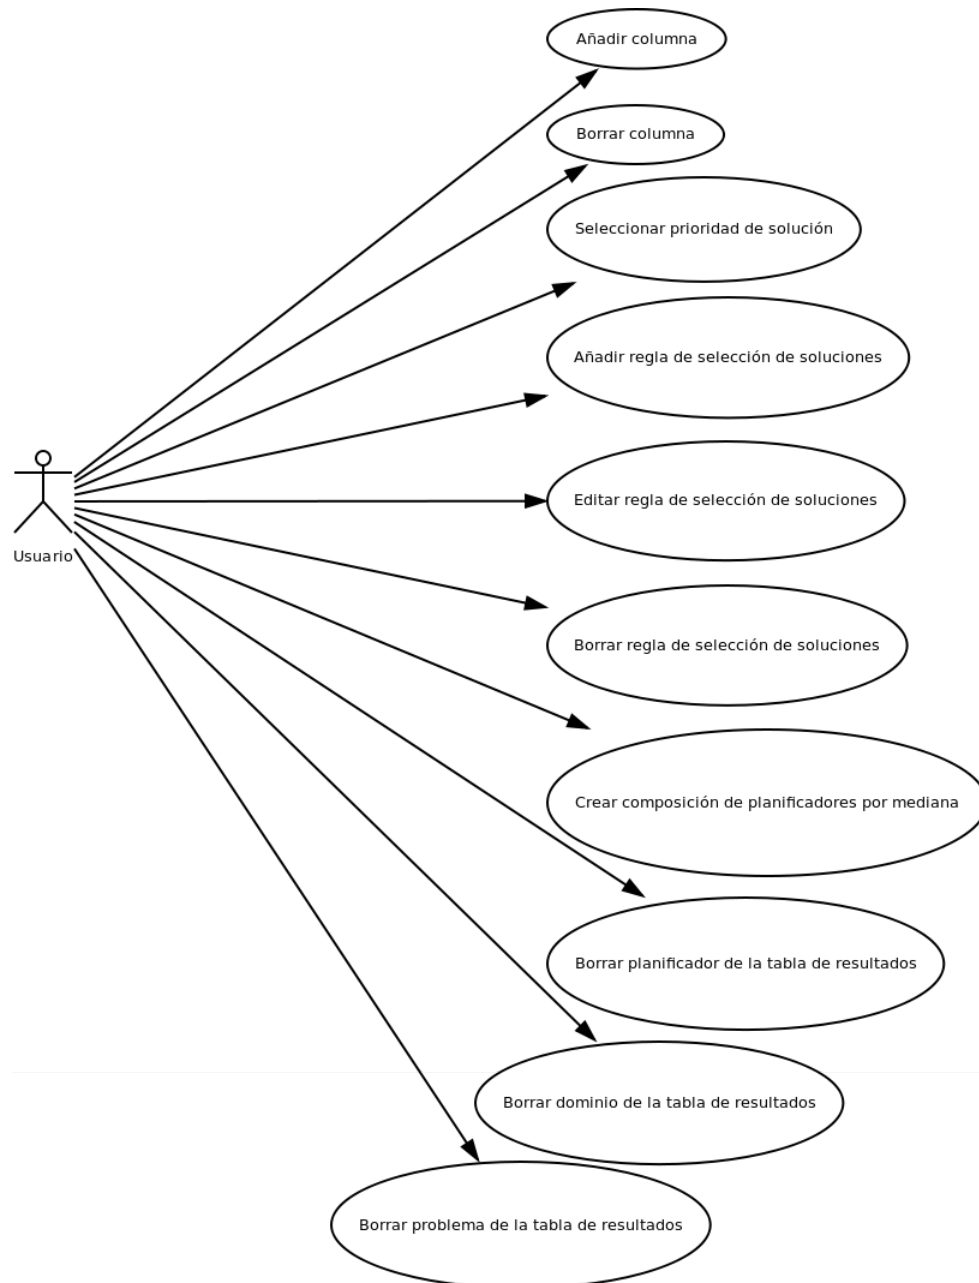 Añadir columna
Borrar columna
Seleccionar prioridad de solución
Añadir regla de selección de soluciones
Editar regla de selección de soluciones
Usuario
Borrar regla de selección de soluciones
Crear composición de planificadores por mediana
Borrar planificador de la tabla de resultados
Borrar dominio de la tabla de resultados
Borrar problema de la tabla de resultados